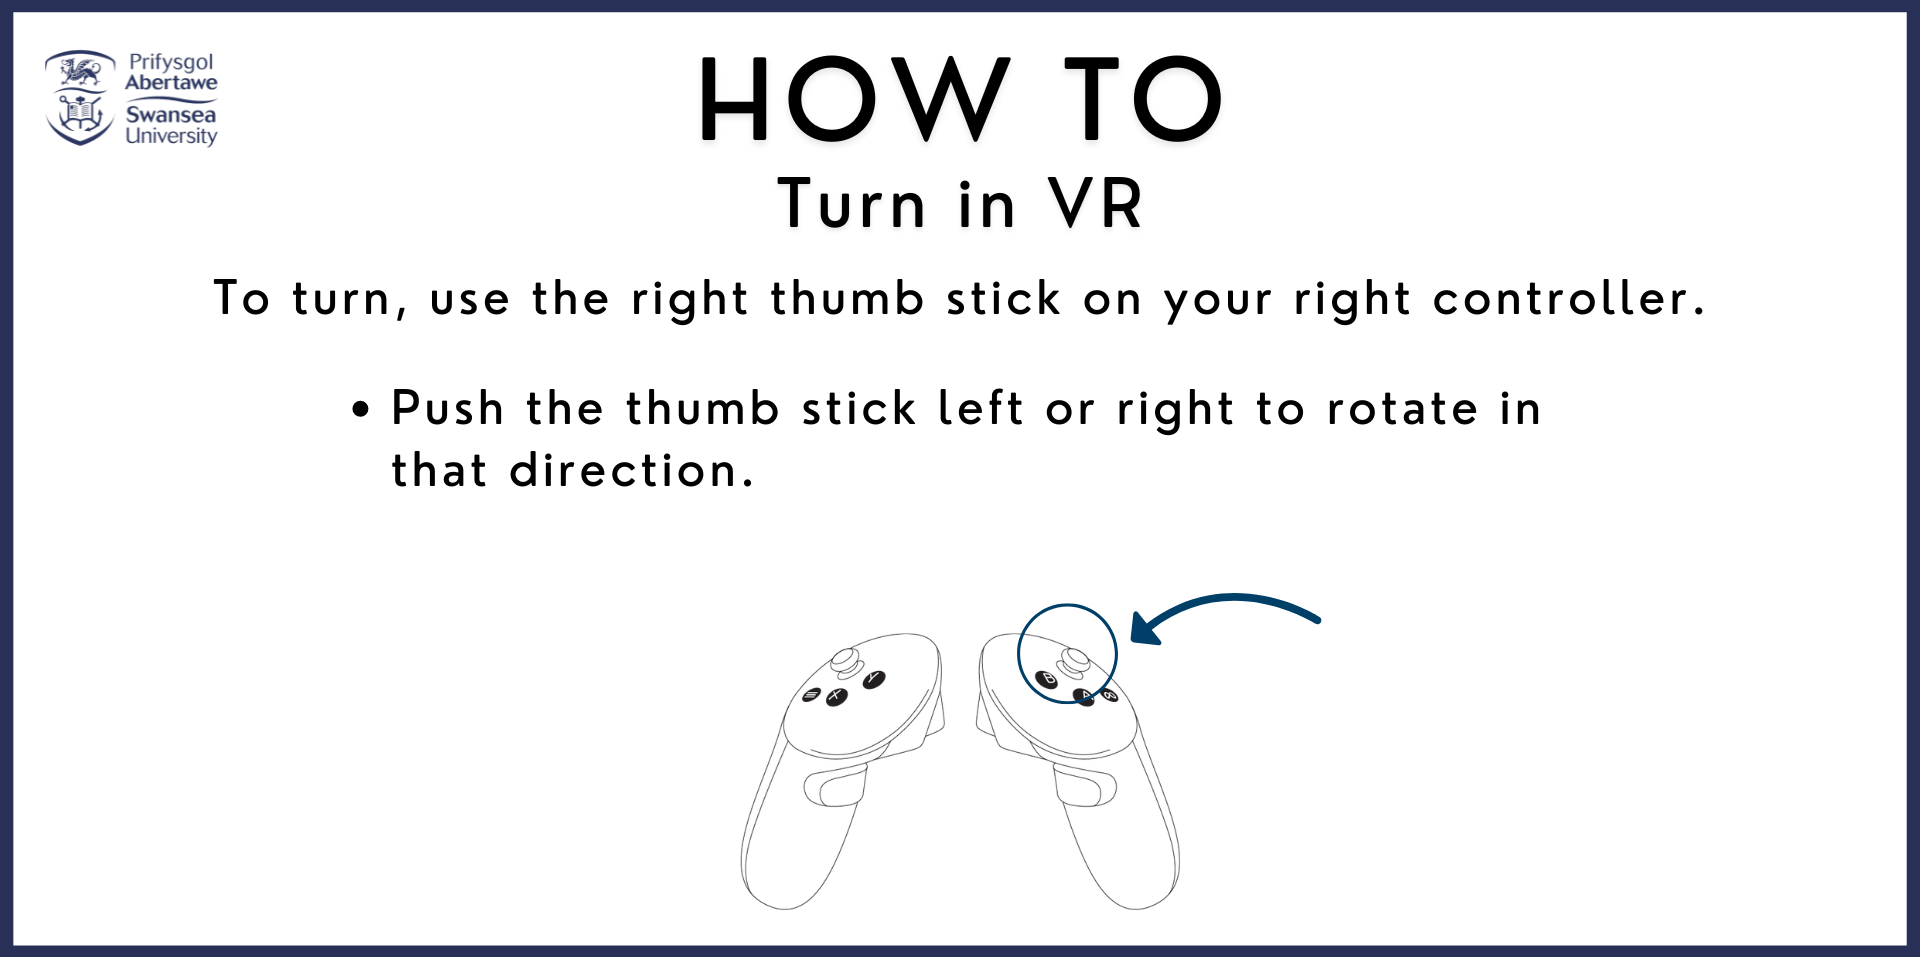 Prifysgol
Abertawe
Swansea
University
HOW TO
Turn in VR
To turn, use the right thumb stick on your right controller.
• Push the thumb stick left or right to rotate in
that direction.
X Y
B A